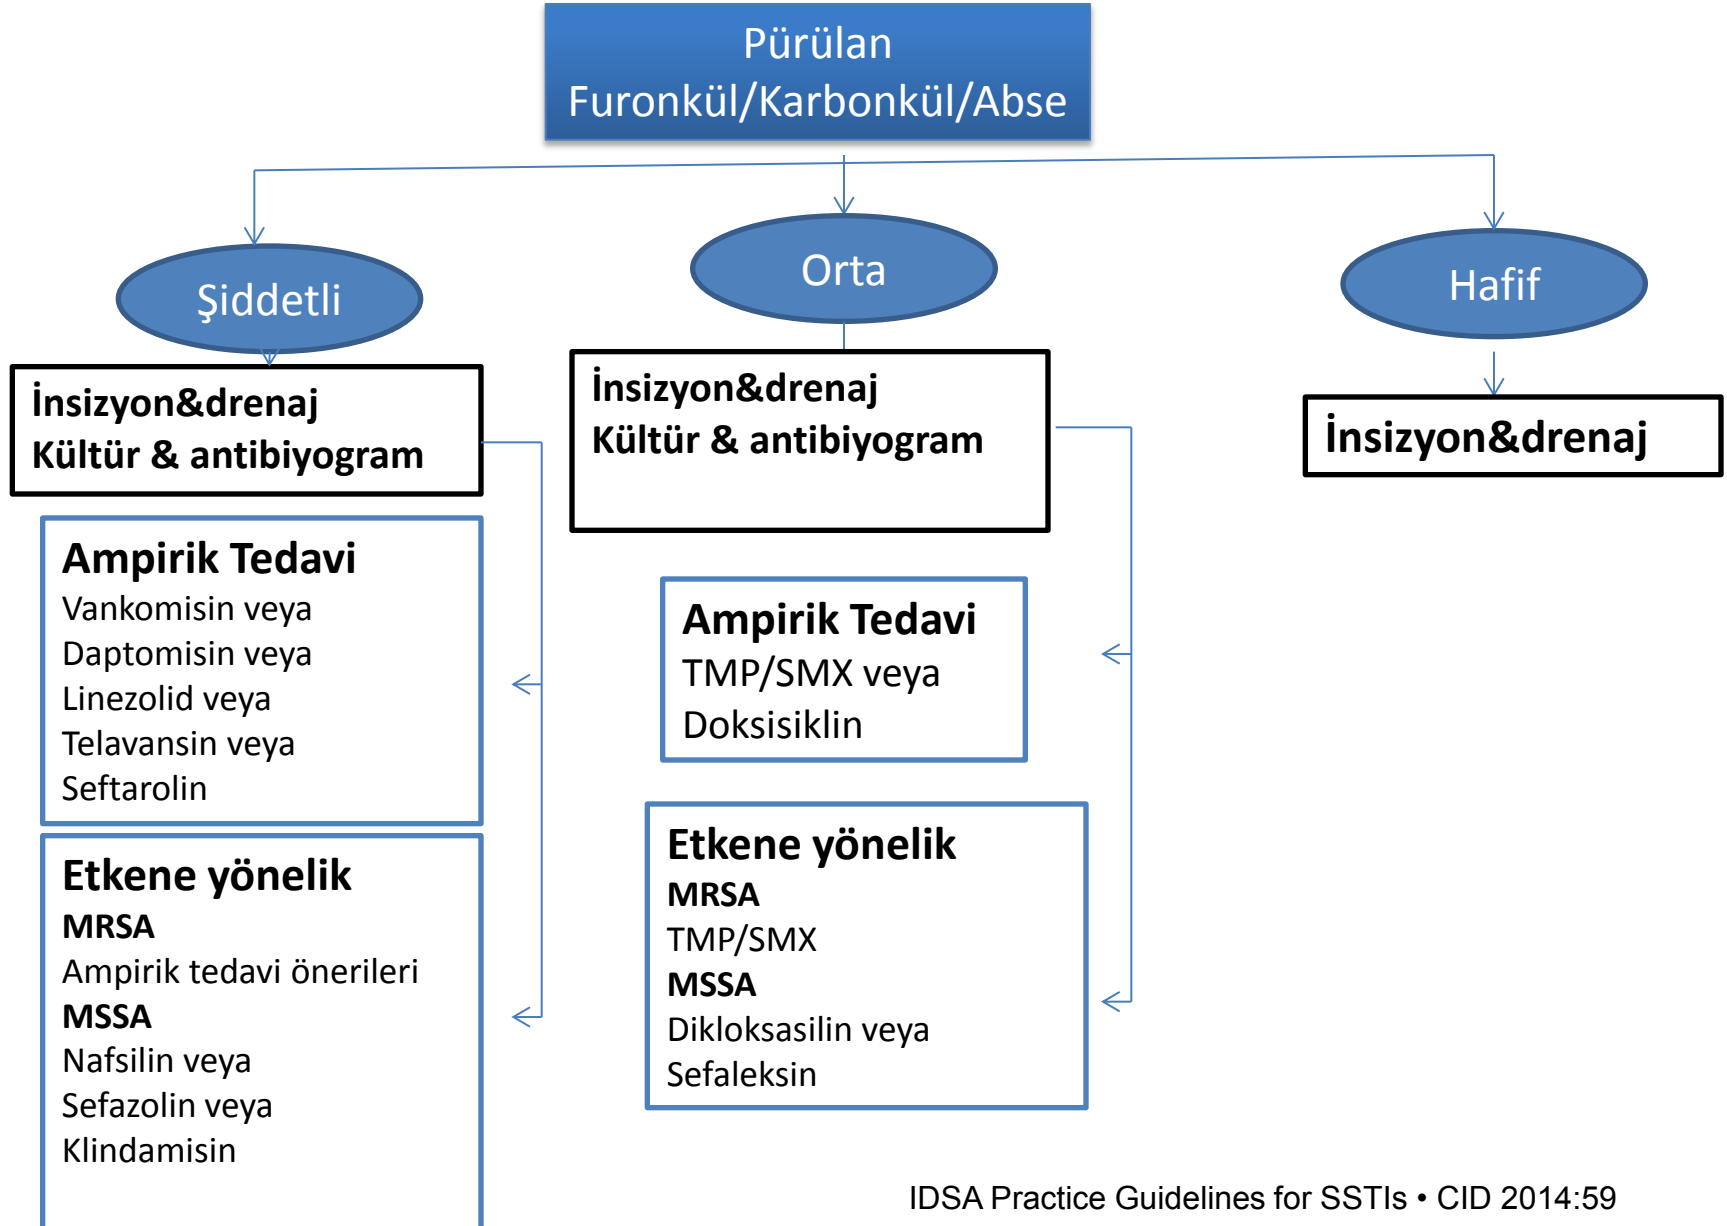 Pürülan
Furonkül/Karbonkül/Abse
Şiddetli
Orta
Hafif
İnsizyon&drenaj
Kültür & antibiyogram
Ampirik Tedavi
Vankomisin veya
Daptomisin veya
Linezolid veya
Telavansin veya
Seftarolin
Etkene yönelik
MRSA
Ampirik tedavi önerileri
MSSA
Nafsilin veya
Sefazolin veya
Klindamisin
İnsizyon&drenaj
Kültür & antibiyogram
Ampirik Tedavi
TMP/SMX veya
Doksisiklin
Etkene yönelik
MRSA
TMP/SMX
MSSA
Dikloksasilin veya
Sefaleksin
İnsizyon&drenaj
IDSA Practice Guidelines for SSTIs • CID 2014:59